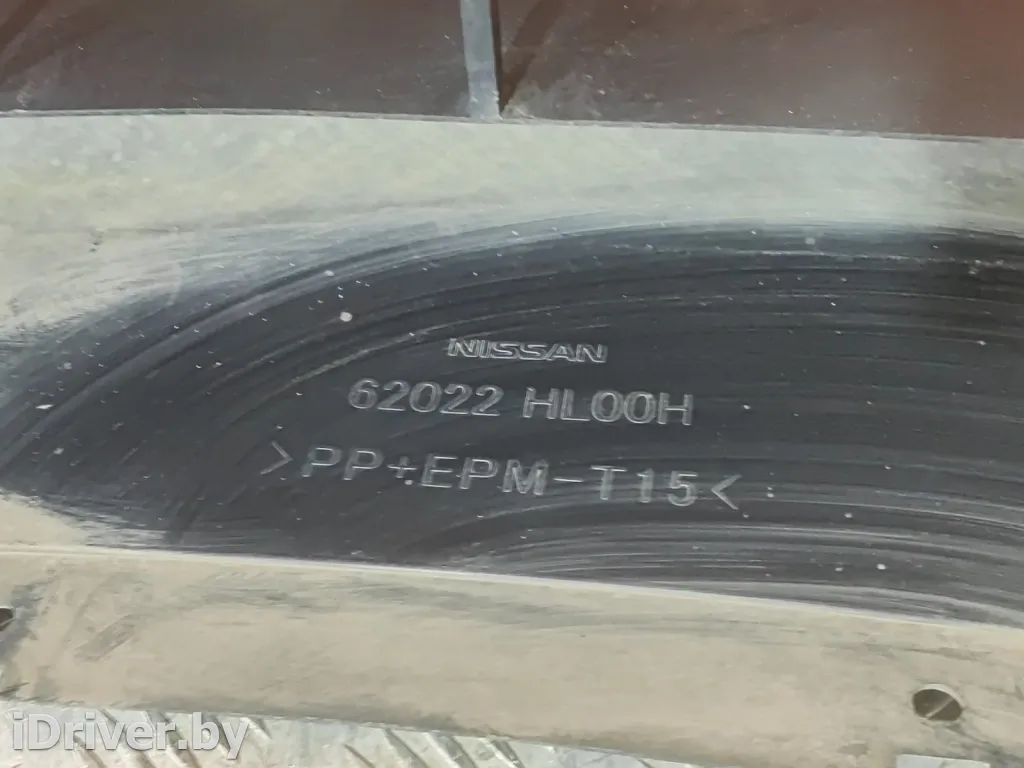 NISSAN
62022 HL00H
>PP+EPM-T15<
iDriver.by